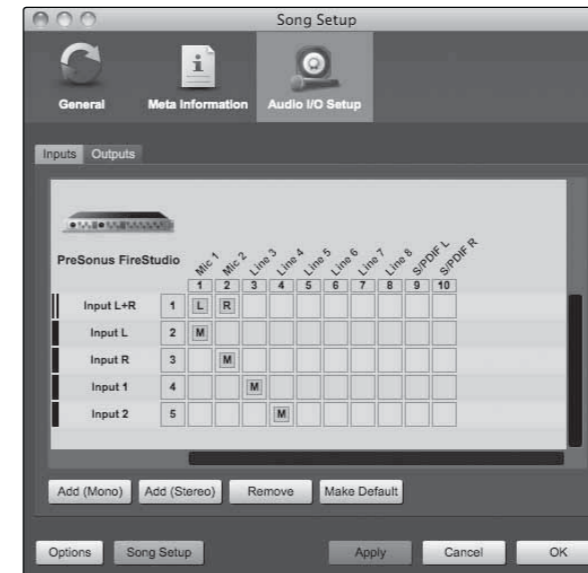 Song Setup
General Meta Information Audio I/O Setup
Inputs Outputs
PreSonus FireStudio
Mic 1 Mic 2 Line 3 Line 4 Line 5 Line 6 Line 7 Line 8 S/PDIF L S/PDIF R
1 2 3 4 5 6 7 8 9 10
Input L+R 1 L R
Input L 2 M
Input R 3 M
Input 1 4 M
Input 2 5 M
Add (Mono) Add (Stereo) Remove Make Default
Options Song Setup Apply Cancel OK